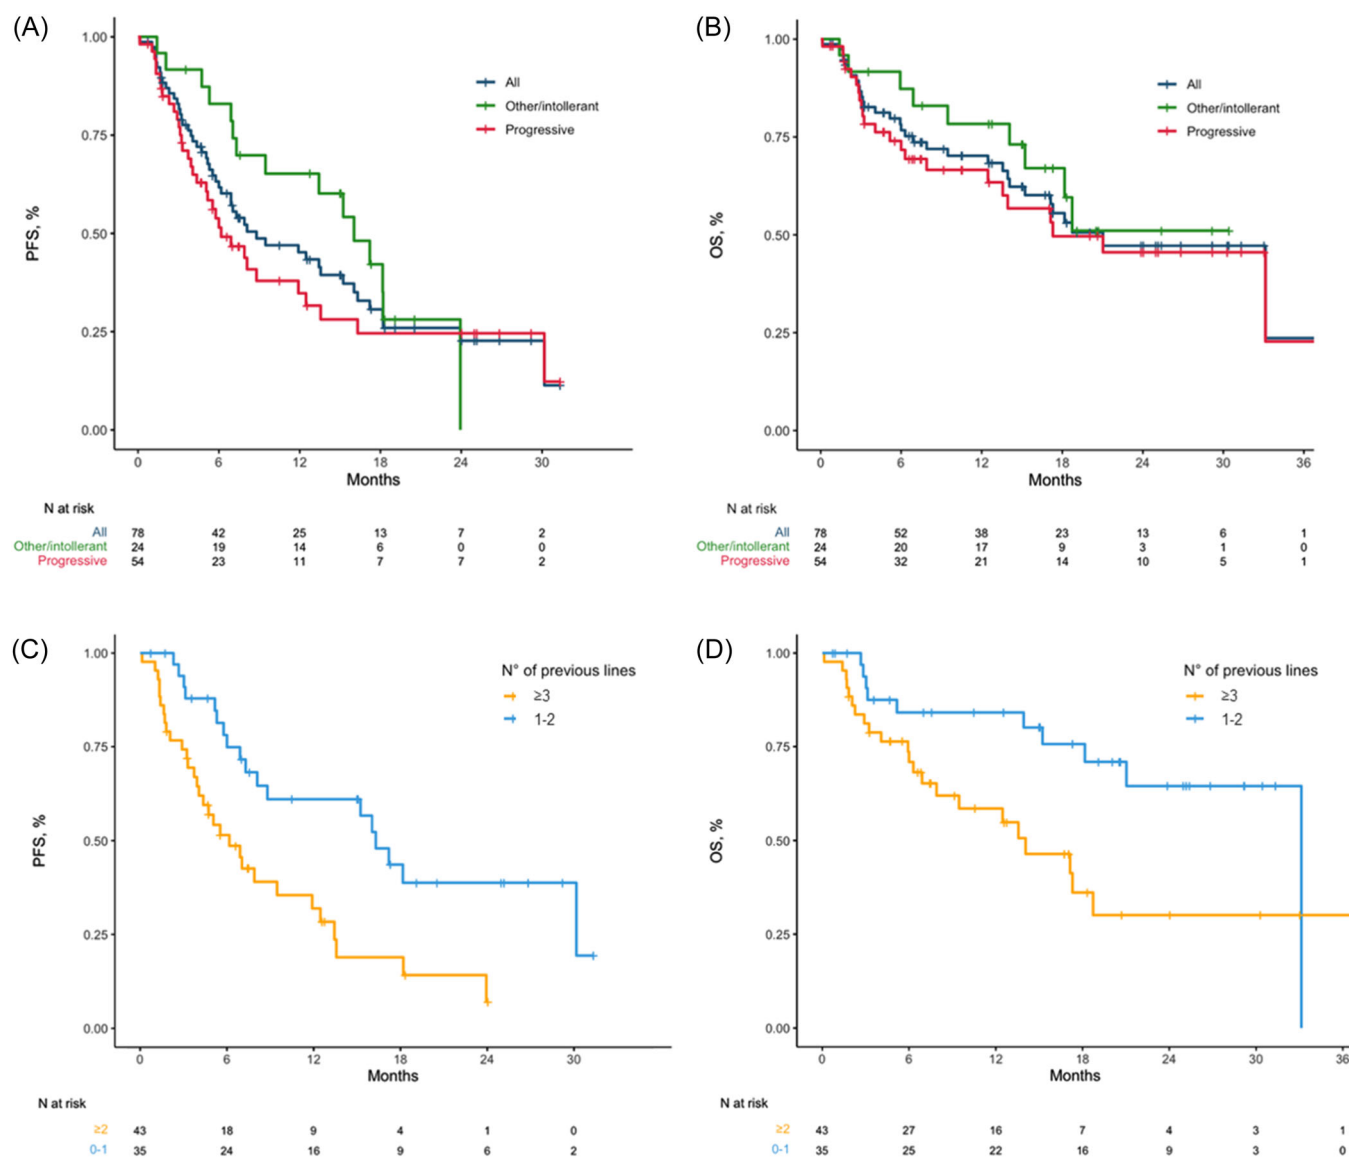 (A)
PFS, %
1.00
0.75
0.50
0.25
0.00
All
Other/intollerant
Progressive
0 6 12 18 24 30
Months
N at risk
All 78 42 25 13 7 2
Other/intollerant 24 19 14 6 0 0
Progressive 54 23 11 7 7 2
(B)
OS, %
1.00
0.75
0.50
0.25
0.00
All
Other/intollerant
Progressive
0 6 12 18 24 30 36
Months
N at risk
All 78 52 38 23 13 6 1
Other/intollerant 24 20 17 9 3 1 0
Progressive 54 32 21 14 10 5 1
(C)
PFS, %
1.00
0.75
0.50
0.25
0.00
N° of previous lines
≥3
1-2
0 6 12 18 24 30
Months
N at risk
≥2 43 18 9 4 1 0
0-1 35 24 16 9 6 2
(D)
OS, %
1.00
0.75
0.50
0.25
0.00
N° of previous lines
≥3
1-2
0 6 12 18 24 30 36
Months
N at risk
≥2 43 27 16 7 4 3 1
0-1 35 25 22 16 9 3 0